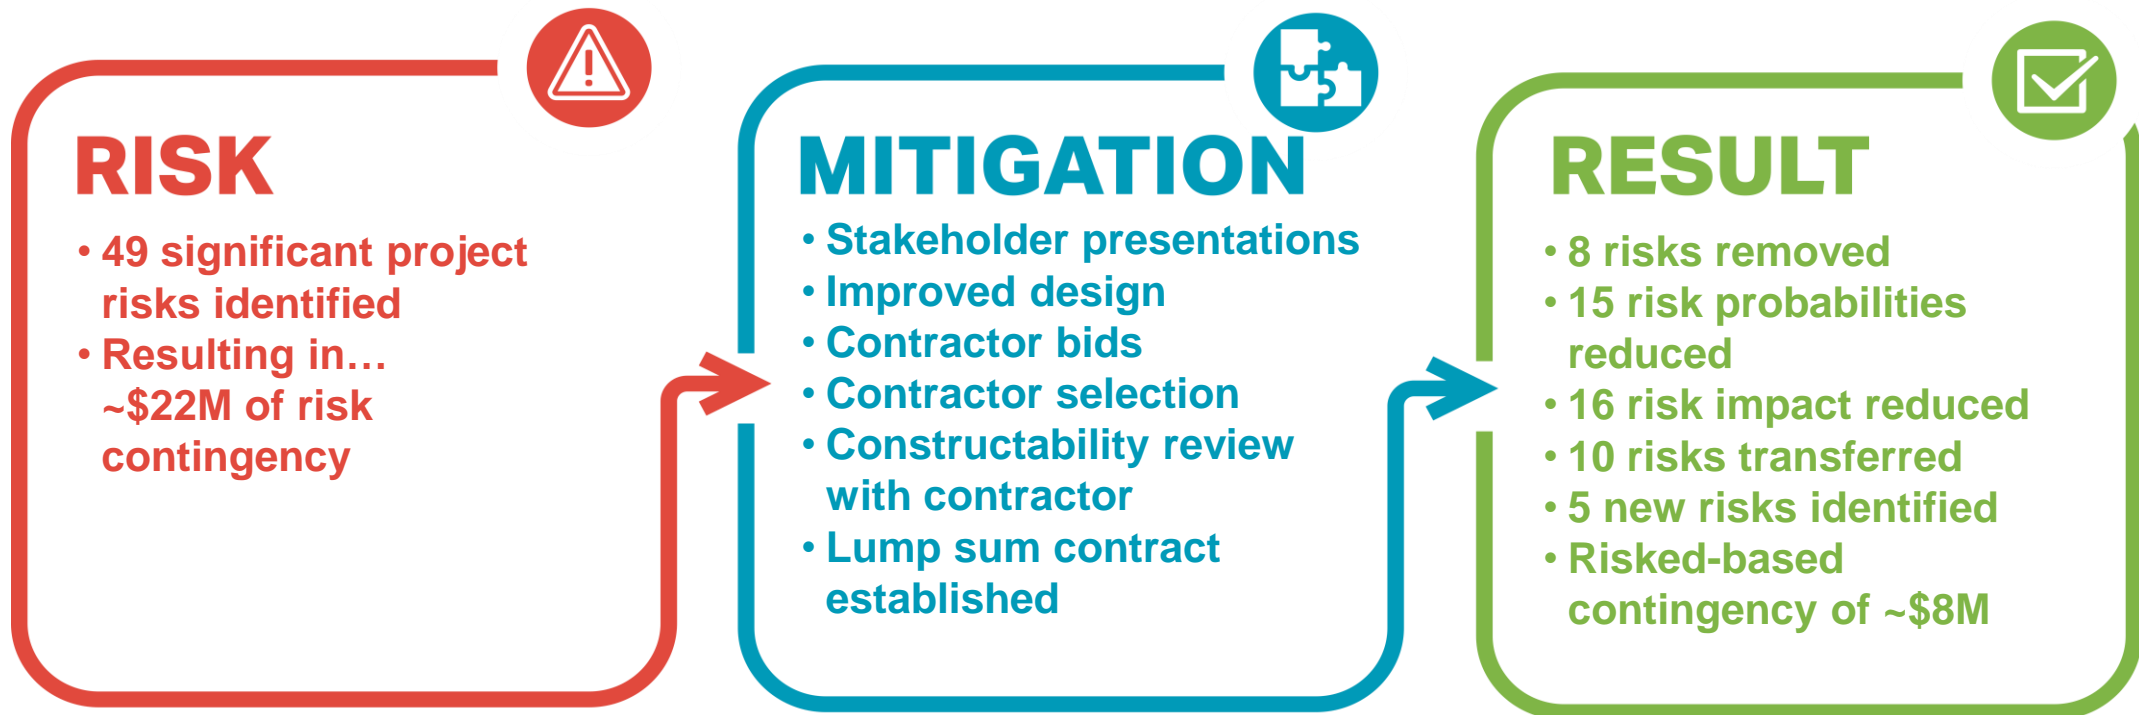 RISK
• 49 significant project
risks identified
• Resulting in…
~$22M of risk
contingency
MITIGATION
• Stakeholder presentations
• Improved design
• Contractor bids
• Contractor selection
• Constructability review
with contractor
• Lump sum contract
established
RESULT
• 8 risks removed
• 15 risk probabilities
reduced
• 16 risk impact reduced
• 10 risks transferred
• 5 new risks identified
• Risked-based
contingency of ~$8M